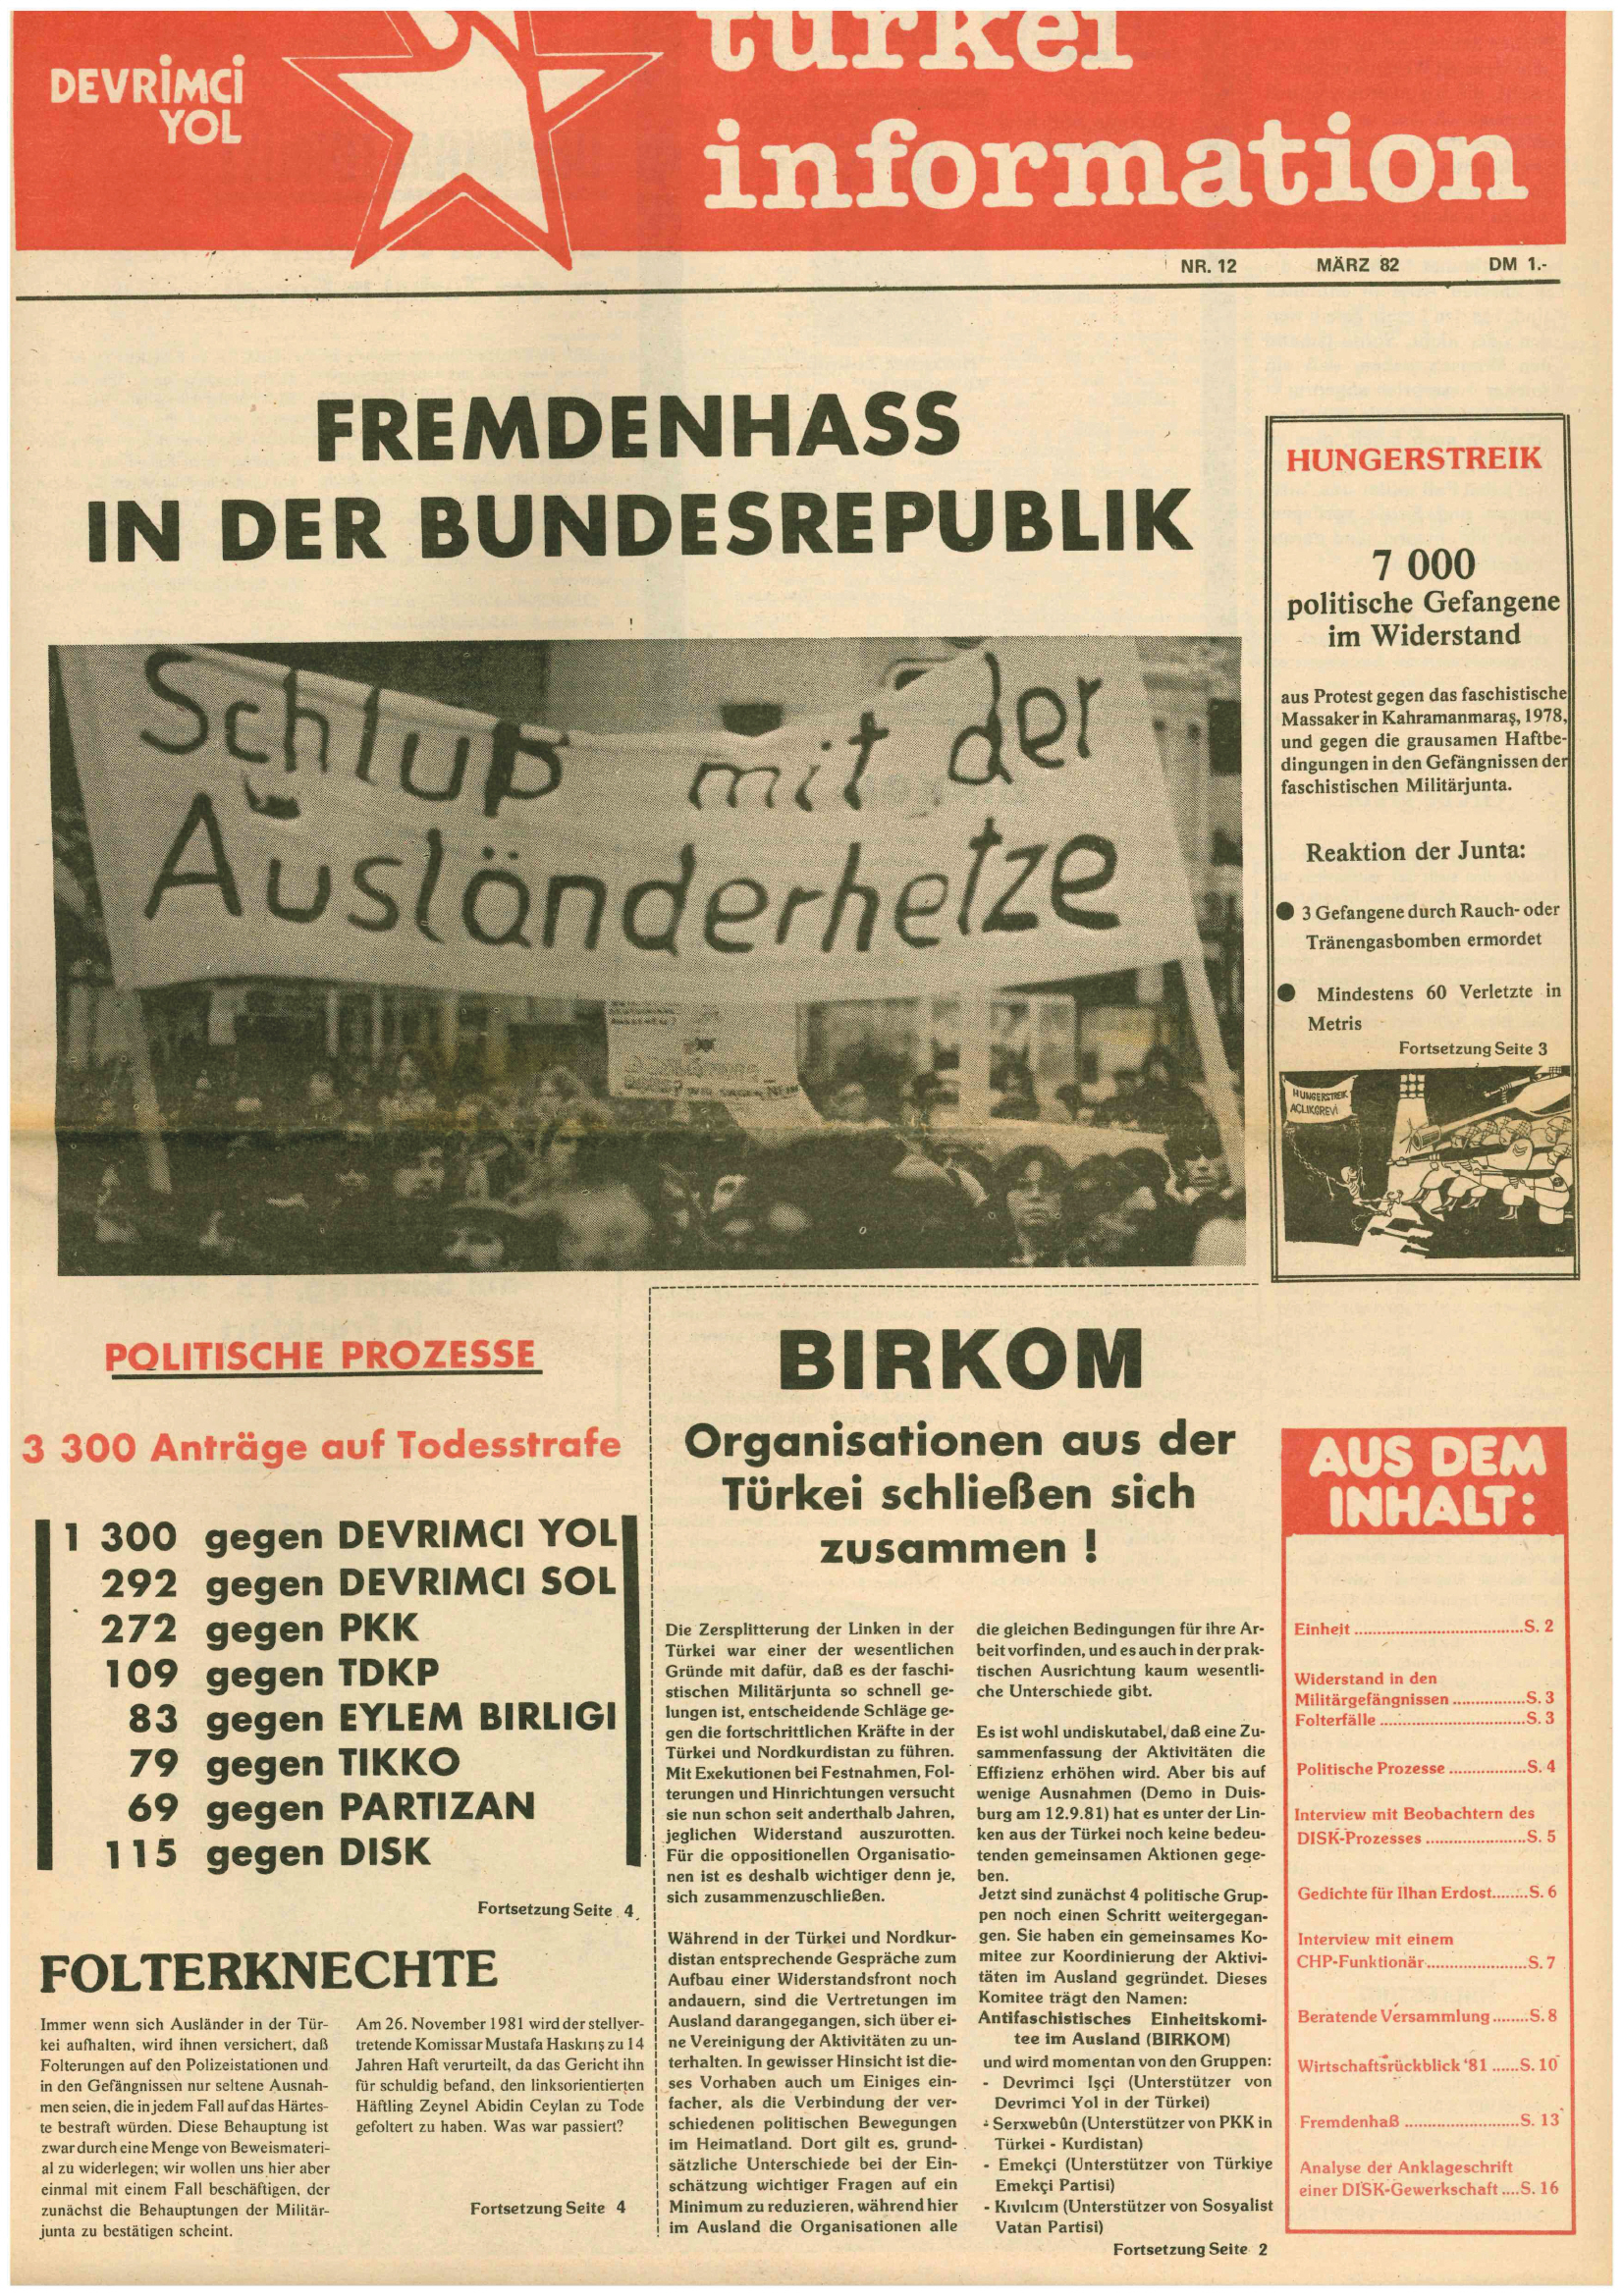 DEVRİMCİ
YOL
türkei
information
NR. 12 MÄRZ 82 DM 1.-
FREMDENHASS
IN DER BUNDESREPUBLIK
Schluß mit der
Ausländerhetze
WIR SAGEN NEIN
HUNGERSTREIK
7 000
politische Gefangene
im Widerstand
aus Protest gegen das faschistische
Massaker in Kahramanmaraş, 1978,
und gegen die grausamen Haftbe-
dingungen in den Gefängnissen der
faschistischen Militärjunta.
Reaktion der Junta:
● 3 Gefangene durch Rauch- oder
Tränengasbomben ermordet
● Mindestens 60 Verletzte in
Metris
Fortsetzung Seite 3
HUNGERSTREIK
AÇLIKGREVİ
POLITISCHE PROZESSE
3 300 Anträge auf Todesstrafe
1 300 gegen DEVRIMCI YOL
292 gegen DEVRIMCI SOL
272 gegen PKK
109 gegen TDKP
83 gegen EYLEM BIRLIGI
79 gegen TIKKO
69 gegen PARTIZAN
115 gegen DISK
Fortsetzung Seite 4
FOLTERKNECHTE
Immer wenn sich Ausländer in der Tür-
kei aufhalten, wird ihnen versichert, daß
Folterungen auf den Polizeistationen und
in den Gefängnissen nur seltene Ausnah-
men seien, die in jedem Fall auf das Härtes-
te bestraft würden. Diese Behauptung ist
zwar durch eine Menge von Beweismateri-
al zu widerlegen; wir wollen uns hier aber
einmal mit einem Fall beschäftigen, der
zunächst die Behauptungen der Militär-
junta zu bestätigen scheint.
Am 26. November 1981 wird der stellver-
tretende Komissar Mustafa Haskırış zu 14
Jahren Haft verurteilt, da das Gericht ihn
für schuldig befand, den linksorientierten
Häftling Zeynel Abidin Ceylan zu Tode
gefoltert zu haben. Was war passiert?
Fortsetzung Seite 4
BIRKOM
Organisationen aus der
Türkei schließen sich
zusammen !
Die Zersplitterung der Linken in der
Türkei war einer der wesentlichen
Gründe mit dafür, daß es der faschi-
stischen Militärjunta so schnell ge-
lungen ist, entscheidende Schläge ge-
gen die fortschrittlichen Kräfte in der
Türkei und Nordkurdistan zu führen.
Mit Exekutionen bei Festnahmen, Fol-
terungen und Hinrichtungen versucht
sie nun schon seit anderthalb Jahren,
jeglichen Widerstand auszurotten.
Für die oppositionellen Organisatio-
nen ist es deshalb wichtiger denn je,
sich zusammenzuschließen.
Während in der Türkei und Nordkur-
distan entsprechende Gespräche zum
Aufbau einer Widerstandsfront noch
andauern, sind die Vertretungen im
Ausland darangegangen, sich über ei-
ne Vereinigung der Aktivitäten zu un-
terhalten. In gewisser Hinsicht ist die-
ses Vorhaben auch um Einiges ein-
facher, als die Verbindung der ver-
schiedenen politischen Bewegungen
im Heimatland. Dort gilt es, grund-
sätzliche Unterschiede bei der Ein-
schätzung wichtiger Fragen auf ein
Minimum zu reduzieren, während hier
im Ausland die Organisationen alle
die gleichen Bedingungen für ihre Ar-
beit vorfinden, und es auch in der prak-
tischen Ausrichtung kaum wesentli-
che Unterschiede gibt.
Es ist wohl undiskutabel, daß eine Zu-
sammenfassung der Aktivitäten die
Effizienz erhöhen wird. Aber bis auf
wenige Ausnahmen (Demo in Duis-
burg am 12.9.81) hat es unter der Lin-
ken aus der Türkei noch keine bedeu-
tenden gemeinsamen Aktionen gege-
ben.
Jetzt sind zunächst 4 politische Grup-
pen noch einen Schritt weitergegan-
gen. Sie haben ein gemeinsames Ko-
mitee zur Koordinierung der Aktivi-
täten im Ausland gegründet. Dieses
Komitee trägt den Namen:
Antifaschistisches Einheitskomi-
tee im Ausland (BIRKOM)
und wird momentan von den Gruppen:
- Devrimci Işçi (Unterstützer von
Devrimci Yol in der Türkei)
- Serxwebûn (Unterstützer von PKK in
Türkei - Kurdistan)
- Emekçi (Unterstützer von Türkiye
Emekçi Partisi)
- Kıvılcım (Unterstützer von Sosyalist
Vatan Partisi)
Fortsetzung Seite 2
AUS DEM
INHALT:
Einheit ........ S. 2
Widerstand in den
Militärgefängnissen ........ S. 3
Folterfälle ........ S. 3
Politische Prozesse ........ S. 4
Interview mit Beobachtern des
DISK-Prozesses ........ S. 5
Gedichte für Ilhan Erdost ........ S. 6
Interview mit einem
CHP-Funktionär ........ S. 7
Beratende Versammlung ........ S. 8
Wirtschaftsrückblick '81 ...... S. 10
Fremdenhaß ........ S. 13
Analyse der Anklageschrift
einer DISK-Gewerkschaft .... S. 16